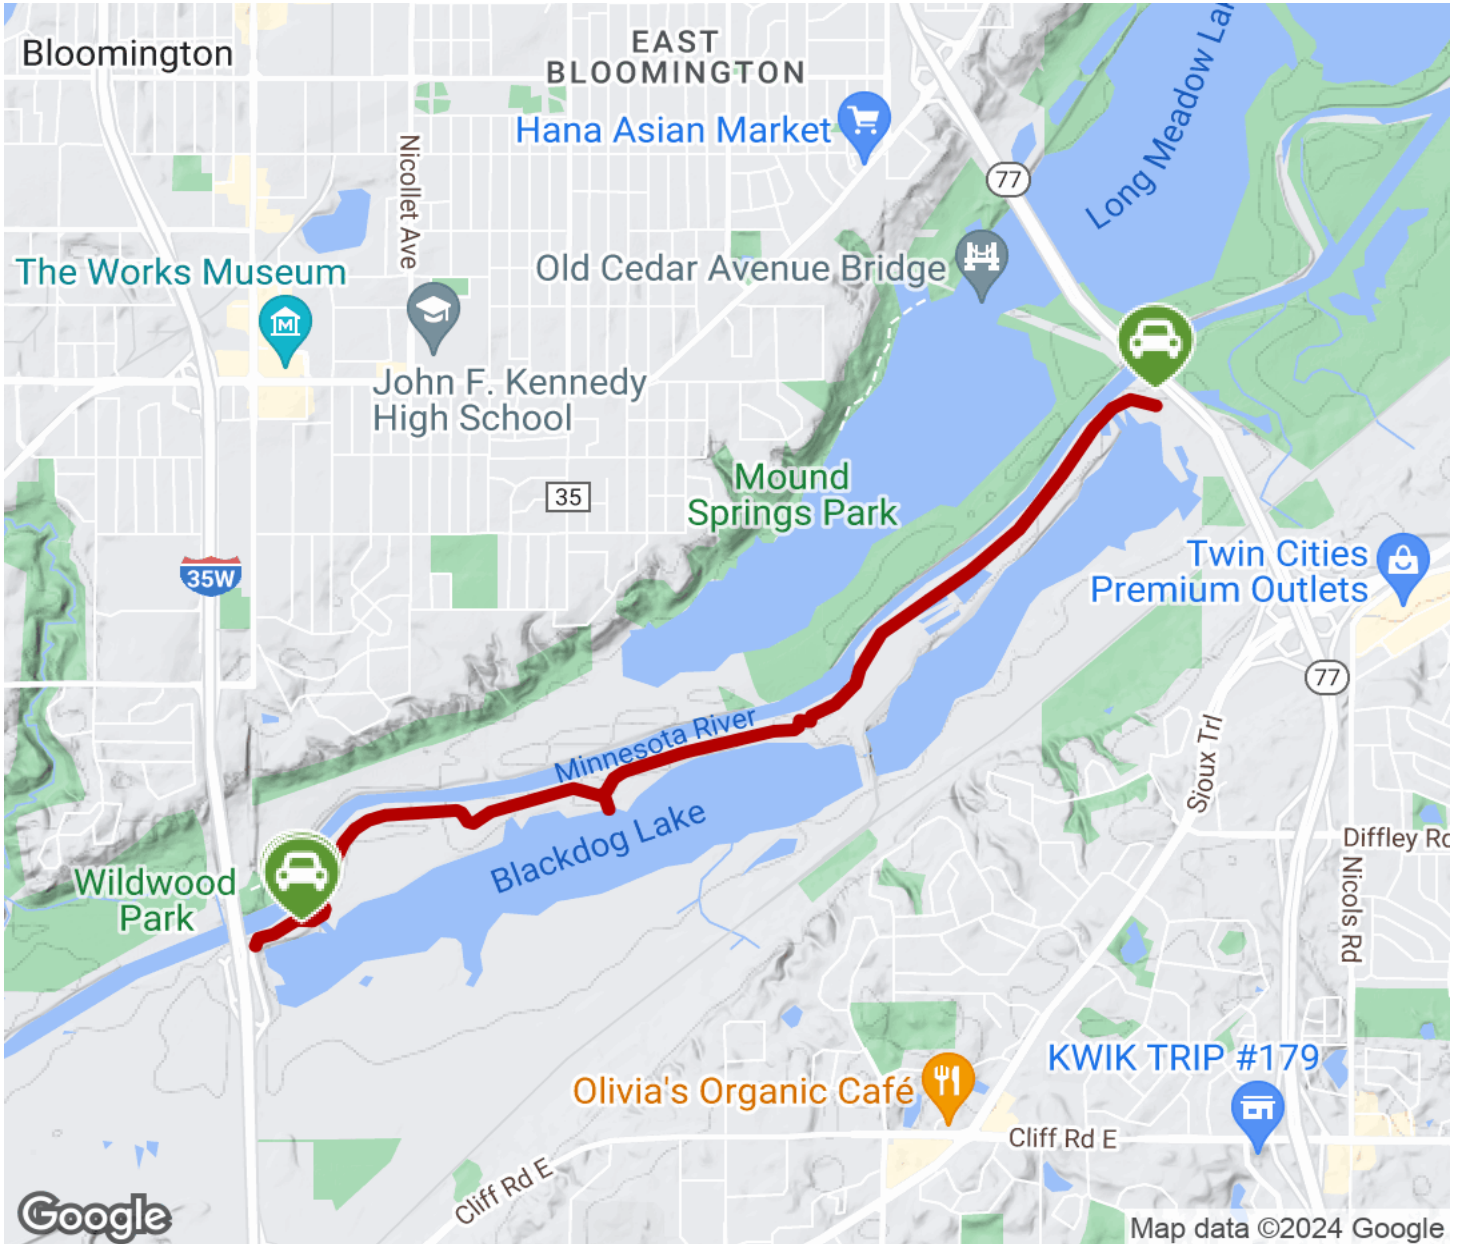 Bloomington
EAST
BLOOMINGTON
Hana Asian Market
Long Meadow Lak
77
Nicollet Ave
Old Cedar Avenue Bridge
The Works Museum
M
John F. Kennedy
High School
Mound
Springs Park
35
35W
Twin Cities
Premium Outlets
77
Minnesota River
Sioux Trl
Blackdog Lake
Diffley Rd
Wildwood
Park
Nicols Rd
KWIK TRIP #179
Olivia's Organic Café
Cliff Rd E
Cliff Rd E
Google
Map data ©2024 Google